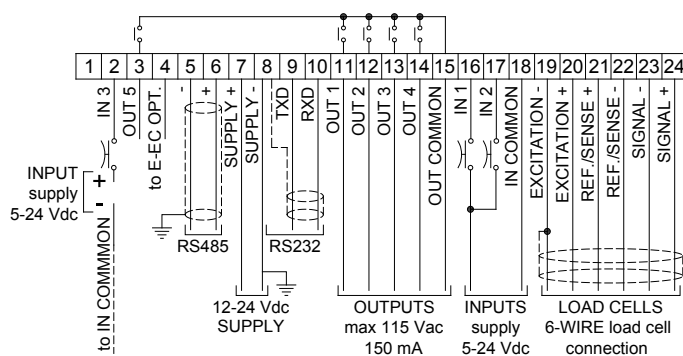 1 2 3 4 5 6 7 8 9 10 11 12 13 14 15 16 17 18 19 20 21 22 23 24
IN 3
OUT 5
to E-EC OPT.
-
+
SUPPLY +
SUPPLY -
TXD
RXD
OUT 1
OUT 2
OUT 3
OUT 4
OUT COMMON
IN 1
IN 2
IN COMMON
EXCITATION -
EXCITATION +
REF./SENSE +
REF./SENSE -
SIGNAL -
SIGNAL +
INPUT
supply
5-24 Vdc
+
-
to IN COMMMON
RS485
RS232
12-24 Vdc
SUPPLY
OUTPUTS
max 115 Vac
150 mA
INPUTS
supply
5-24 Vdc
LOAD CELLS
6-WIRE load cell
connection